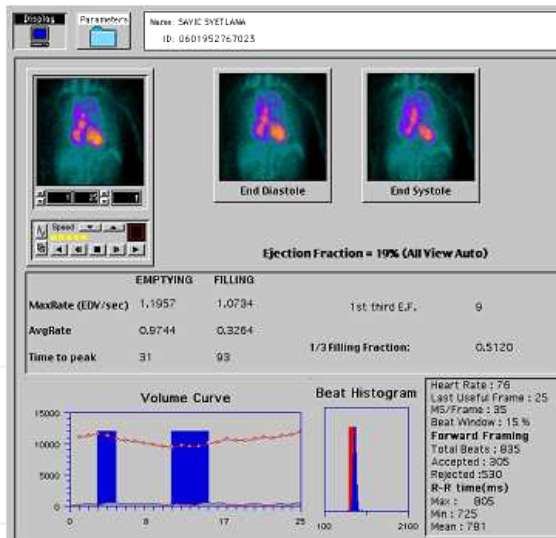 Display
Parameters
Name: SAVIC SVETLANA
ID: 0601952767023
End Diastole
End Systole
1 25 1
Speed
Ejection Fraction = 19% (All View Auto)
EMPTYING FILLING
MaxRate (EDV/sec) 1.1957 1.0734
1st third E.F. 9
AvgRate 0.9744 0.3264
1/3 Filling Fraction: 0.5120
Time to peak 31 93
Volume Curve
15000
10000
5000
0
0 8 17 25
Beat Histogram
100 2100
Heart Rate : 76
Last Useful Frame : 25
MS/Frame : 35
Beat Window : 15 %
Forward Framing
Total Beats : 835
Accepted : 305
Rejected :530
R-R time(ms)
Max : 805
Min : 725
Mean : 781